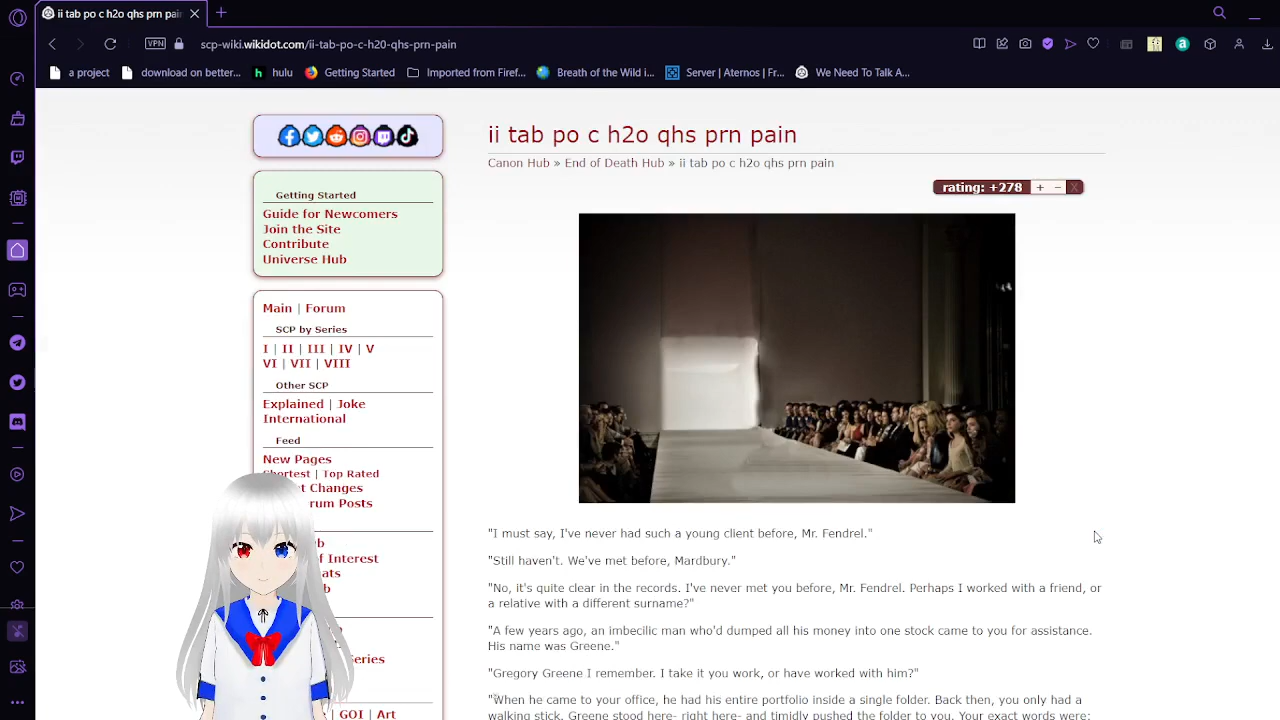 ii tab po c h2o qhs prn pain
VPN
scp-wiki.wikidot.com/ii-tab-po-c-h20-qhs-prn-pain
a project
download on better...
hulu
Getting Started
Imported from Firef...
Breath of the Wild i...
Server | Aternos | Fr...
We Need To Talk A...
Getting Started
Guide for Newcomers
Join the Site
Contribute
Universe Hub
Main | Forum
SCP by Series
I | II | III | IV | V
VI | VII | VIII
Other SCP
Explained | Joke
International
Feed
New Pages
Shortest | Top Rated
Changes
Posts
of Interest
Series
| GOI | Art
ii tab po c h2o qhs prn pain
Canon Hub » End of Death Hub » ii tab po c h2o qhs prn pain
rating: +278 + – X
"I must say, I've never had such a young client before, Mr. Fendrel."
"Still haven't. We've met before, Mardbury."
"No, it's quite clear in the records. I've never met you before, Mr. Fendrel. Perhaps I worked with a friend, or
a relative with a different surname?"
"A few years ago, an imbecilic man who'd dumped all his money into one stock came to you for assistance.
His name was Greene."
"Gregory Greene I remember. I take it you work, or have worked with him?"
"When he came to your office, he had his entire portfolio inside a single folder. Back then, you only had a
walking stick. Greene stood here- right here- and timidly pushed the folder to you. Your exact words were: